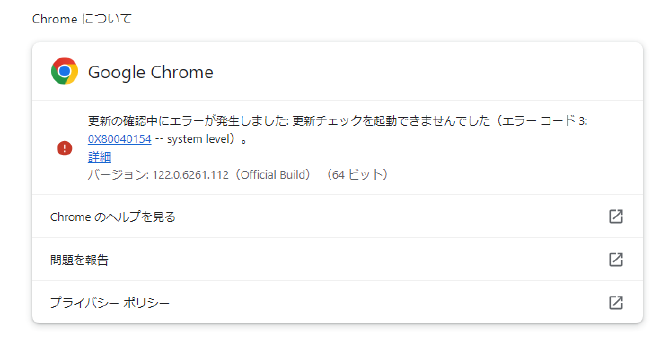 Chrome について
Google Chrome
更新の確認中にエラーが発生しました: 更新チェックを起動できませんでした（エラー コード 3:
0X80040154 -- system level）。
詳細
バージョン: 122.0.6261.112（Official Build） （64 ビット）
Chrome のヘルプを見る
問題を報告
プライバシー ポリシー